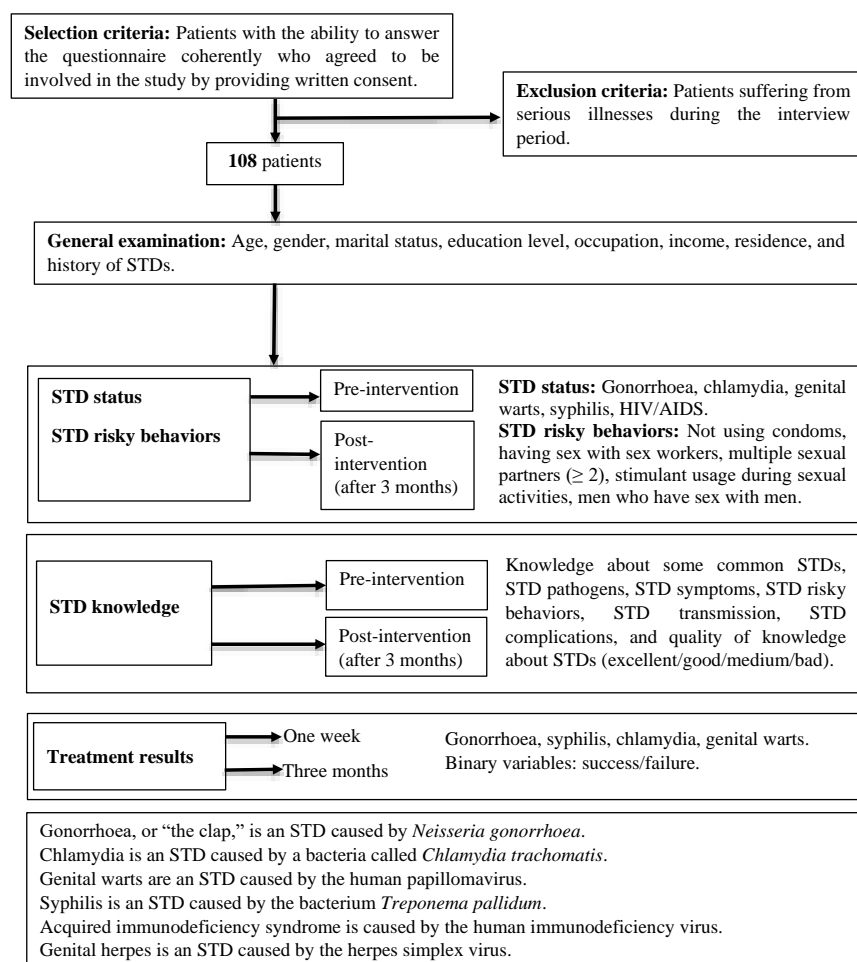 Selection criteria: Patients with the ability to answer
the questionnaire coherently who agreed to be
involved in the study by providing written consent.
Exclusion criteria: Patients suffering from
serious illnesses during the interview
period.
108 patients
General examination: Age, gender, marital status, education level, occupation, income, residence, and
history of STDs.
STD status
STD risky behaviors
Pre-intervention
Post-
intervention
(after 3 months)
STD status: Gonorrhoea, chlamydia, genital
warts, syphilis, HIV/AIDS.
STD risky behaviors: Not using condoms,
having sex with sex workers, multiple sexual
partners (≥ 2), stimulant usage during sexual
activities, men who have sex with men.
STD knowledge
Pre-intervention
Post-intervention
(after 3 months)
Knowledge about some common STDs,
STD pathogens, STD symptoms, STD risky
behaviors, STD transmission, STD
complications, and quality of knowledge
about STDs (excellent/good/medium/bad).
Treatment results
One week
Three months
Gonorrhoea, syphilis, chlamydia, genital warts.
Binary variables: success/failure.
Gonorrhoea, or “the clap,” is an STD caused by Neisseria gonorrhoea.
Chlamydia is an STD caused by a bacteria called Chlamydia trachomatis.
Genital warts are an STD caused by the human papillomavirus.
Syphilis is an STD caused by the bacterium Treponema pallidum.
Acquired immunodeficiency syndrome is caused by the human immunodeficiency virus.
Genital herpes is an STD caused by the herpes simplex virus.